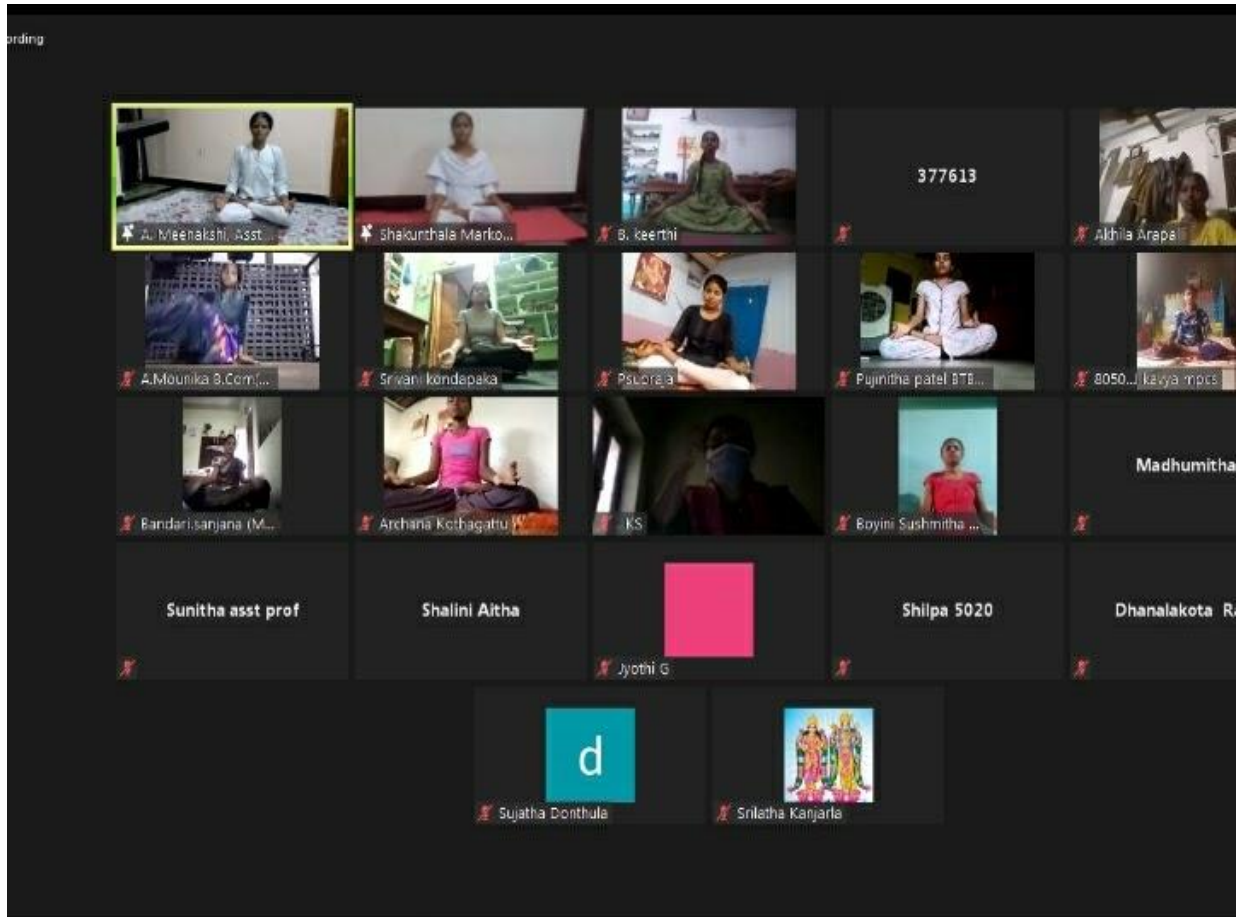 ording
377613
A. Meenakshi, Asst...
Shakunthala Marko...
B. keerthi
Akhila Arapa
A.Mounika B.Com(...
Srivani kondapaka
Psupraja
Pujinitha patel BTB...
8050... kavya mpcs
Madhumitha
Bandari.sanjana (M...
Archana Kothagattu
KS
Boyini Sushmitha ...
Sunitha asst prof
Shalini Aitha
Shilpa 5020
Dhanalakota
Jyothi G
d
Sujatha Donthula
Srilatha Kanjarla